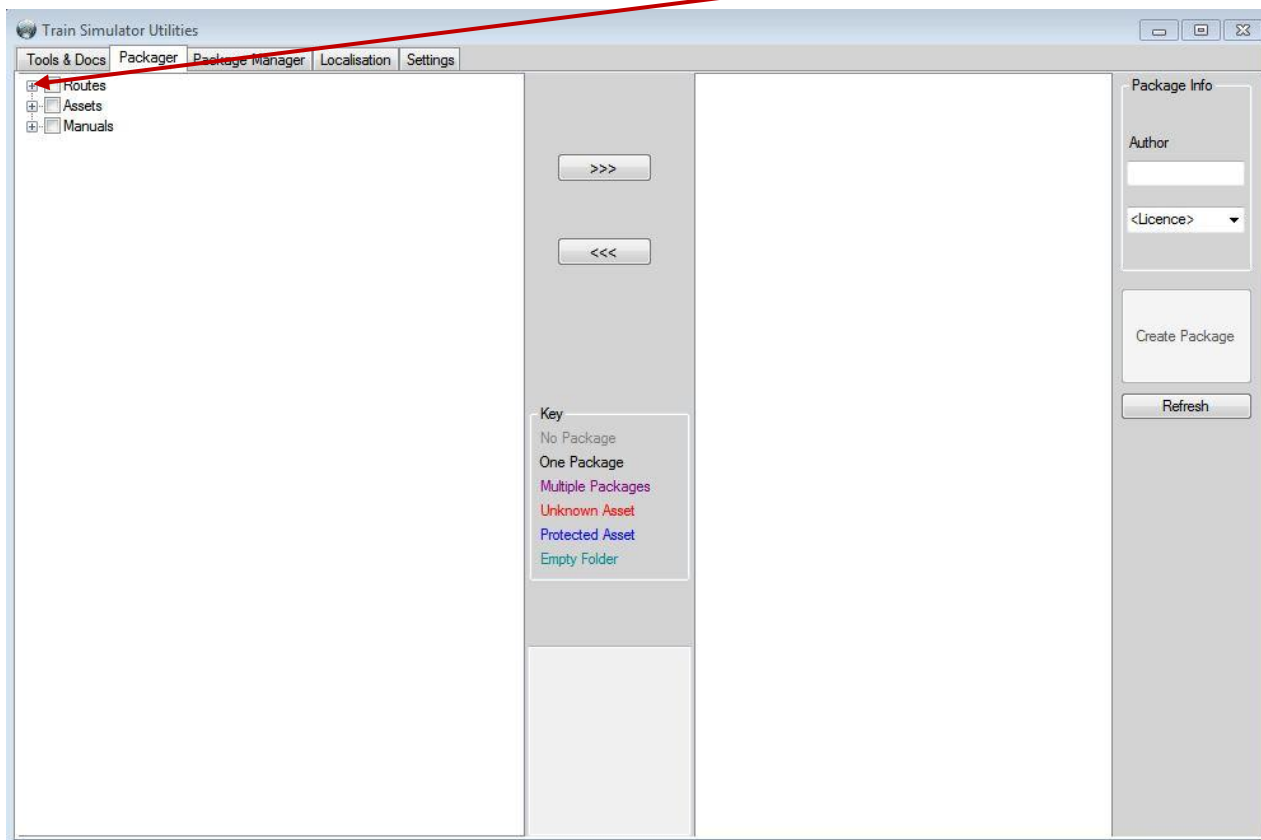 Train Simulator Utilities
Tools & Docs Packager Package Manager Localisation Settings
Routes
Assets
Manuals
>>>
<<<
Key
No Package
One Package
Multiple Packages
Unknown Asset
Protected Asset
Empty Folder
Package Info
Author
<Licence>
Create Package
Refresh